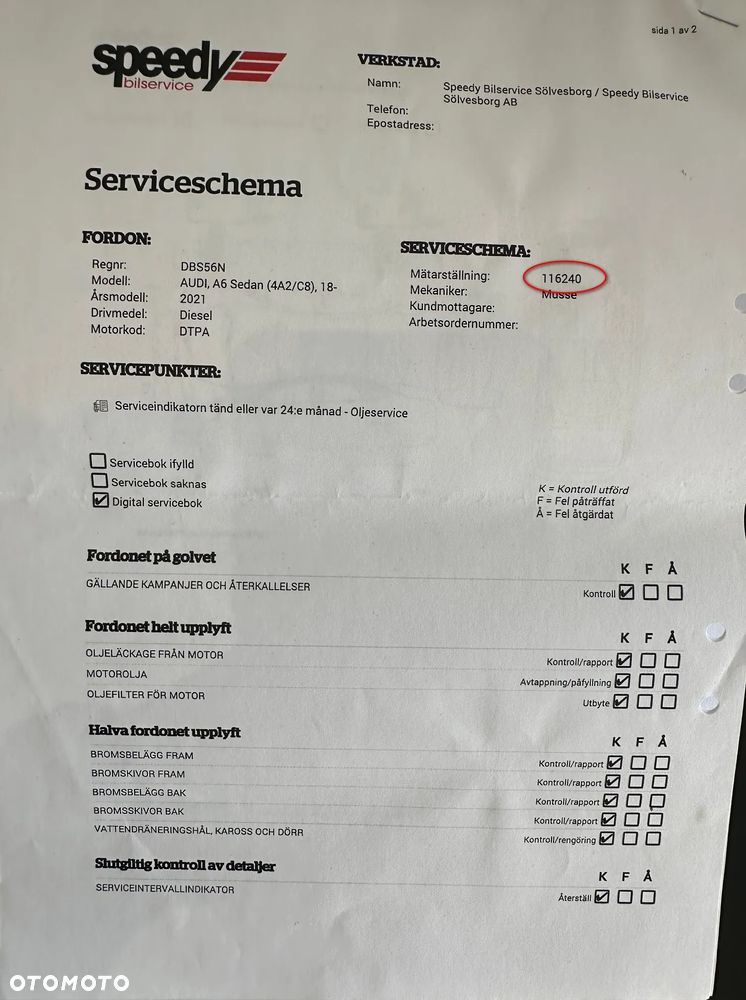 sida 1 av 2
speedy
bilservice
VERKSTAD:
Namn: Speedy Bilservice Sölvesborg / Speedy Bilservice
Sölvesborg AB
Telefon:
Epostadress:
Serviceschema
FORDON:
Regnr: DBS56N
Modell: AUDI, A6 Sedan (4A2/C8), 18-
Årsmodell: 2021
Drivmedel: Diesel
Motorkod: DTPA
SERVICESCHEMA:
Mätarställning: 116240
Mekaniker: Musse
Kundmottagare:
Arbetsordernummer:
SERVICEPUNKTER:
Serviceindikatorn tänd eller var 24:e månad - Oljeservice
Servicebok ifylld
Servicebok saknas
Digital servicebok
K = Kontroll utförd
F = Fel påträffat
Å = Fel åtgärdat
Fordonet på golvet
K F Å
GÄLLANDE KAMPANJER OCH ÅTERKALLELSER Kontroll
Fordonet helt upplyft
K F Å
OLJELÄCKAGE FRÅN MOTOR Kontroll/rapport
MOTOROLJA Avtappning/påfyllning
OLJEFILTER FÖR MOTOR Utbyte
Halva fordonet upplyft
K F Å
BROMSBELÄGG FRAM Kontroll/rapport
BROMSKIVOR FRAM Kontroll/rapport
BROMSBELÄGG BAK Kontroll/rapport
BROMSSKIVOR BAK Kontroll/rapport
VATTENDRÄNERINGSHÅL, KAROSS OCH DÖRR Kontroll/rengöring
Slutgiltig kontroll av detaljer
K F Å
SERVICEINTERVALLINDIKATOR Återställ
OTOMOTO